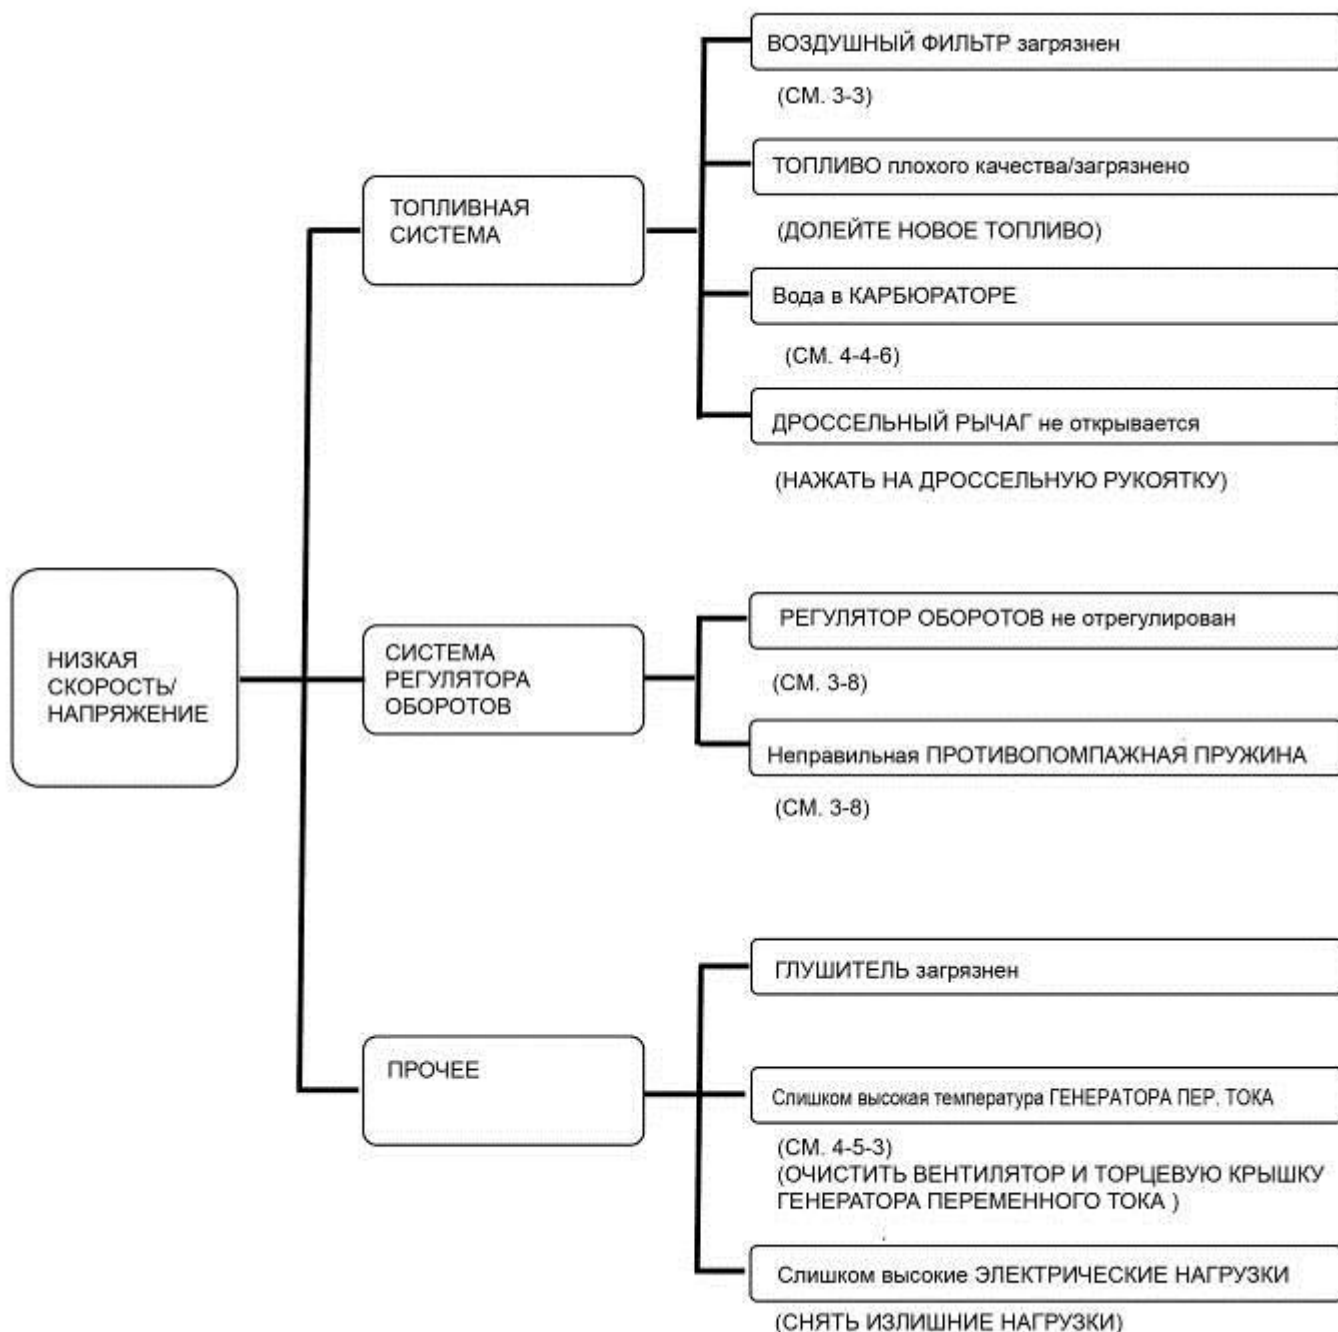 ВОЗДУШНЫЙ ФИЛЬТР загрязнен
(СМ. 3-3)
ТОПЛИВО плохого качества/загрязнено
ТОПЛИВНАЯ
СИСТЕМА
(ДОЛЕЙТЕ НОВОЕ ТОПЛИВО)
Вода в КАРБЮРАТОРЕ
(СМ. 4-4-6)
ДРОССЕЛЬНЫЙ РЫЧАГ не открывается
(НАЖАТЬ НА ДРОССЕЛЬНУЮ РУКОЯТКУ)
НИЗКАЯ
СКОРОСТЬ/
НАПРЯЖЕНИЕ
СИСТЕМА
РЕГУЛЯТОРА
ОБОРОТОВ
РЕГУЛЯТОР ОБОРОТОВ не отрегулирован
(СМ. 3-8)
Неправильная ПРОТИВОПОМПАЖНАЯ ПРУЖИНА
(СМ. 3-8)
ПРОЧЕЕ
ГЛУШИТЕЛЬ загрязнен
Слишком высокая температура ГЕНЕРАТОРА ПЕР. ТОКА
(СМ. 4-5-3)
(ОЧИСТИТЬ ВЕНТИЛЯТОР И ТОРЦЕВУЮ КРЫШКУ
ГЕНЕРАТОРА ПЕРЕМЕННОГО ТОКА )
Слишком высокие ЭЛЕКТРИЧЕСКИЕ НАГРУЗКИ
(СНЯТЬ ИЗЛИШНИЕ НАГРУЗКИ)